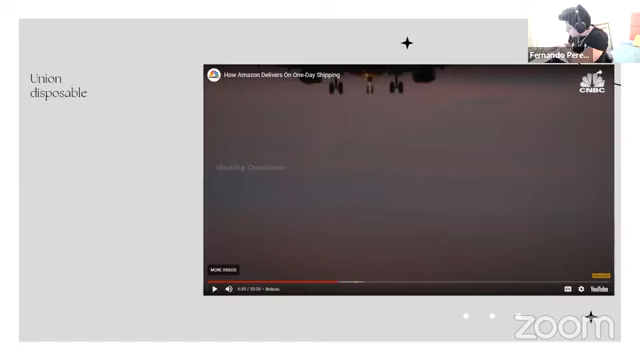 Union
disposable
How Amazon Delivers On One-Day Shipping
CNBC
Working Conditions
MORE VIDEOS
YouTube
Fernando Pere...
zoom